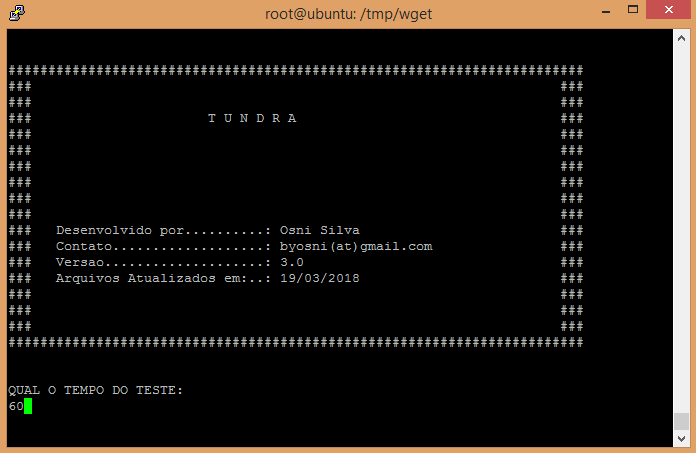 root@ubuntu: /tmp/wget
########################################################################
### ###
### ###
### T U N D R A ###
### ###
### ###
### ###
### ###
### ###
### ###
### Desenvolvido por..........: Osni Silva ###
### Contato...................: byosni(at)gmail.com ###
### Versao....................: 3.0 ###
### Arquivos Atualizados em:..: 19/03/2018 ###
### ###
### ###
### ###
########################################################################
QUAL O TEMPO DO TESTE:
60